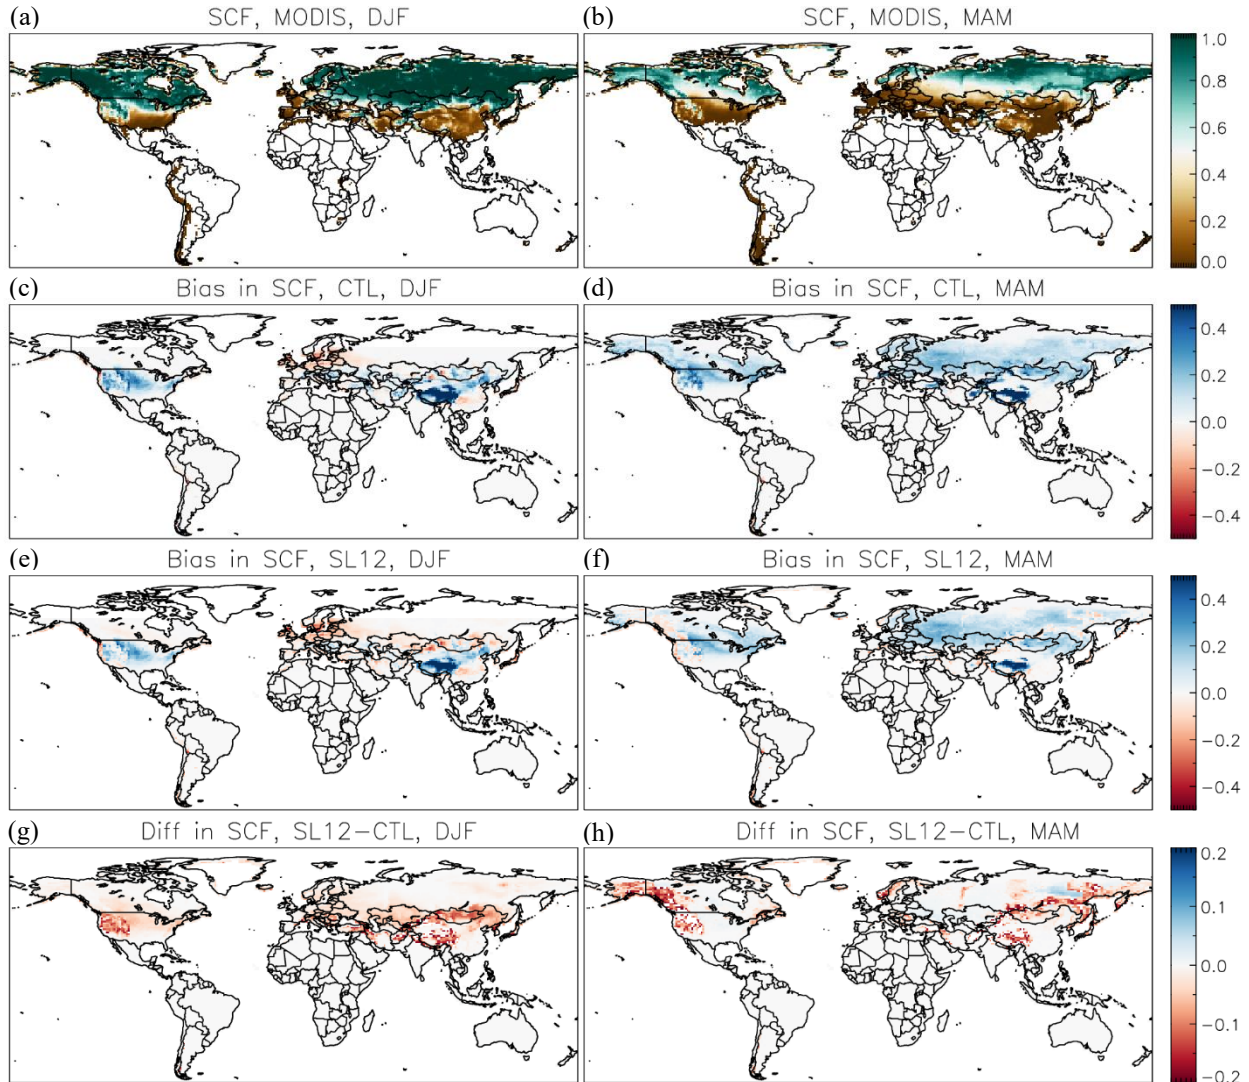 (a) SCF, MODIS, DJF
(b) SCF, MODIS, MAM
1.0
0.8
0.6
0.4
0.2
0.0
(c) Bias in SCF, CTL, DJF
(d) Bias in SCF, CTL, MAM
0.4
0.2
0.0
−0.2
−0.4
(e) Bias in SCF, SL12, DJF
(f) Bias in SCF, SL12, MAM
0.4
0.2
0.0
−0.2
−0.4
(g) Diff in SCF, SL12−CTL, DJF
(h) Diff in SCF, SL12−CTL, MAM
0.2
0.1
0.0
−0.1
−0.2